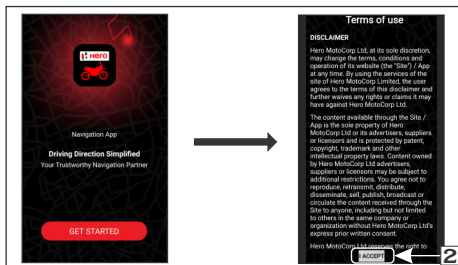 Hero
Navigation App
Driving Direction Simplified
Your Trustworthy Navigation Partner
GET STARTED
Terms of use
DISCLAIMER
Hero MotoCorp Ltd, at its sole discretion,
may change the terms, conditions and
operation of its website (the "Site") / App
at any time. By using the services of the
site of Hero MotoCorp Limited, the user
agrees to the terms of this disclaimer and
further waives any rights or claims it may
have against Hero MotoCorp Ltd.
The content available through the Site /
App is the sole property of Hero
MotoCorp Ltd or its advertisers, suppliers
or licensors and is protected by patent,
copyright, trademark and other
intellectual property laws. Content owned
by Hero MotoCorp Ltd advertisers,
suppliers or licensors may be subject to
additional restrictions. You agree not to
reproduce, retransmit, distribute,
disseminate, sell, publish, broadcast or
circulate the content received through the
Site to anyone, including but not limited
to others in the same company or
organization without Hero MotoCorp Ltd's
express prior written consent.
Hero MotoCorp Ltd reserves the right to
I ACCEPT
2